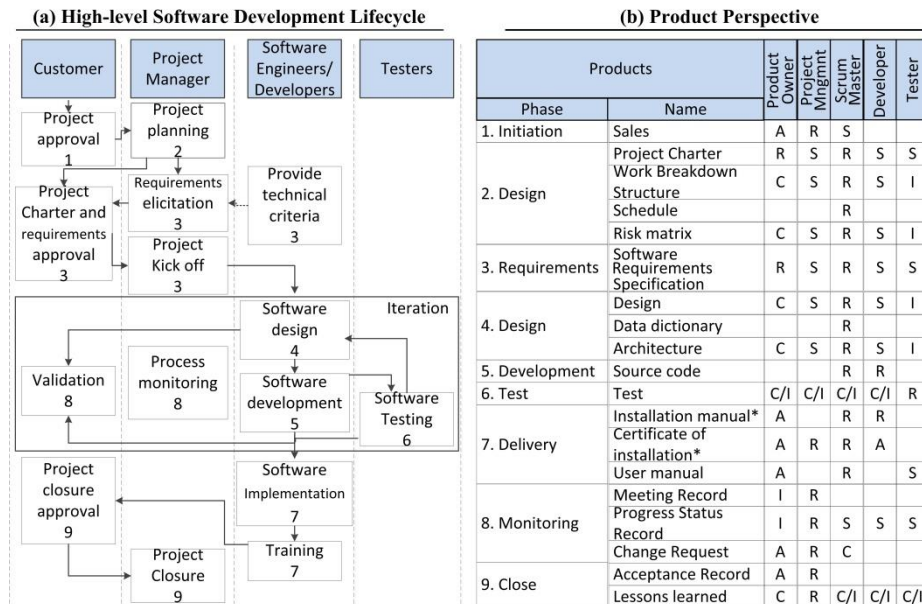 (a) High-level Software Development Lifecycle
Customer
Project
Manager
Software
Engineers/
Developers
Testers
Project
approval
1
Project
planning
2
Project
Charter and
requirements
approval
3
Requirements
elicitation
3
Provide
technical
criteria
3
Project
Kick off
3
Iteration
Software
design
4
Validation
8
Process
monitoring
8
Software
development
5
Software
Testing
6
Project
closure
approval
9
Software
Implementation
7
Training
7
Project
Closure
9
(b) Product Perspective
Products
Product
Owner
Project
Mngmnt
Scrum
Master
Developer
Tester
Phase Name
1. Initiation Sales A R S
2. Design
Project Charter R S R S S
Work Breakdown
Structure C S R S I
Schedule R
Risk matrix C S R S I
3. Requirements
Software
Requirements
Specification R S R S S
4. Design
Design C S R S I
Data dictionary R
Architecture C S R S I
5. Development Source code R R
6. Test Test C/I C/I C/I C/I R
7. Delivery
Installation manual* A R R
Certificate of
installation* A R R A
User manual A R S
8. Monitoring
Meeting Record I R
Progress Status
Record I R S S S
Change Request A R C
9. Close
Acceptance Record A R
Lessons learned C R C/I C/I C/I